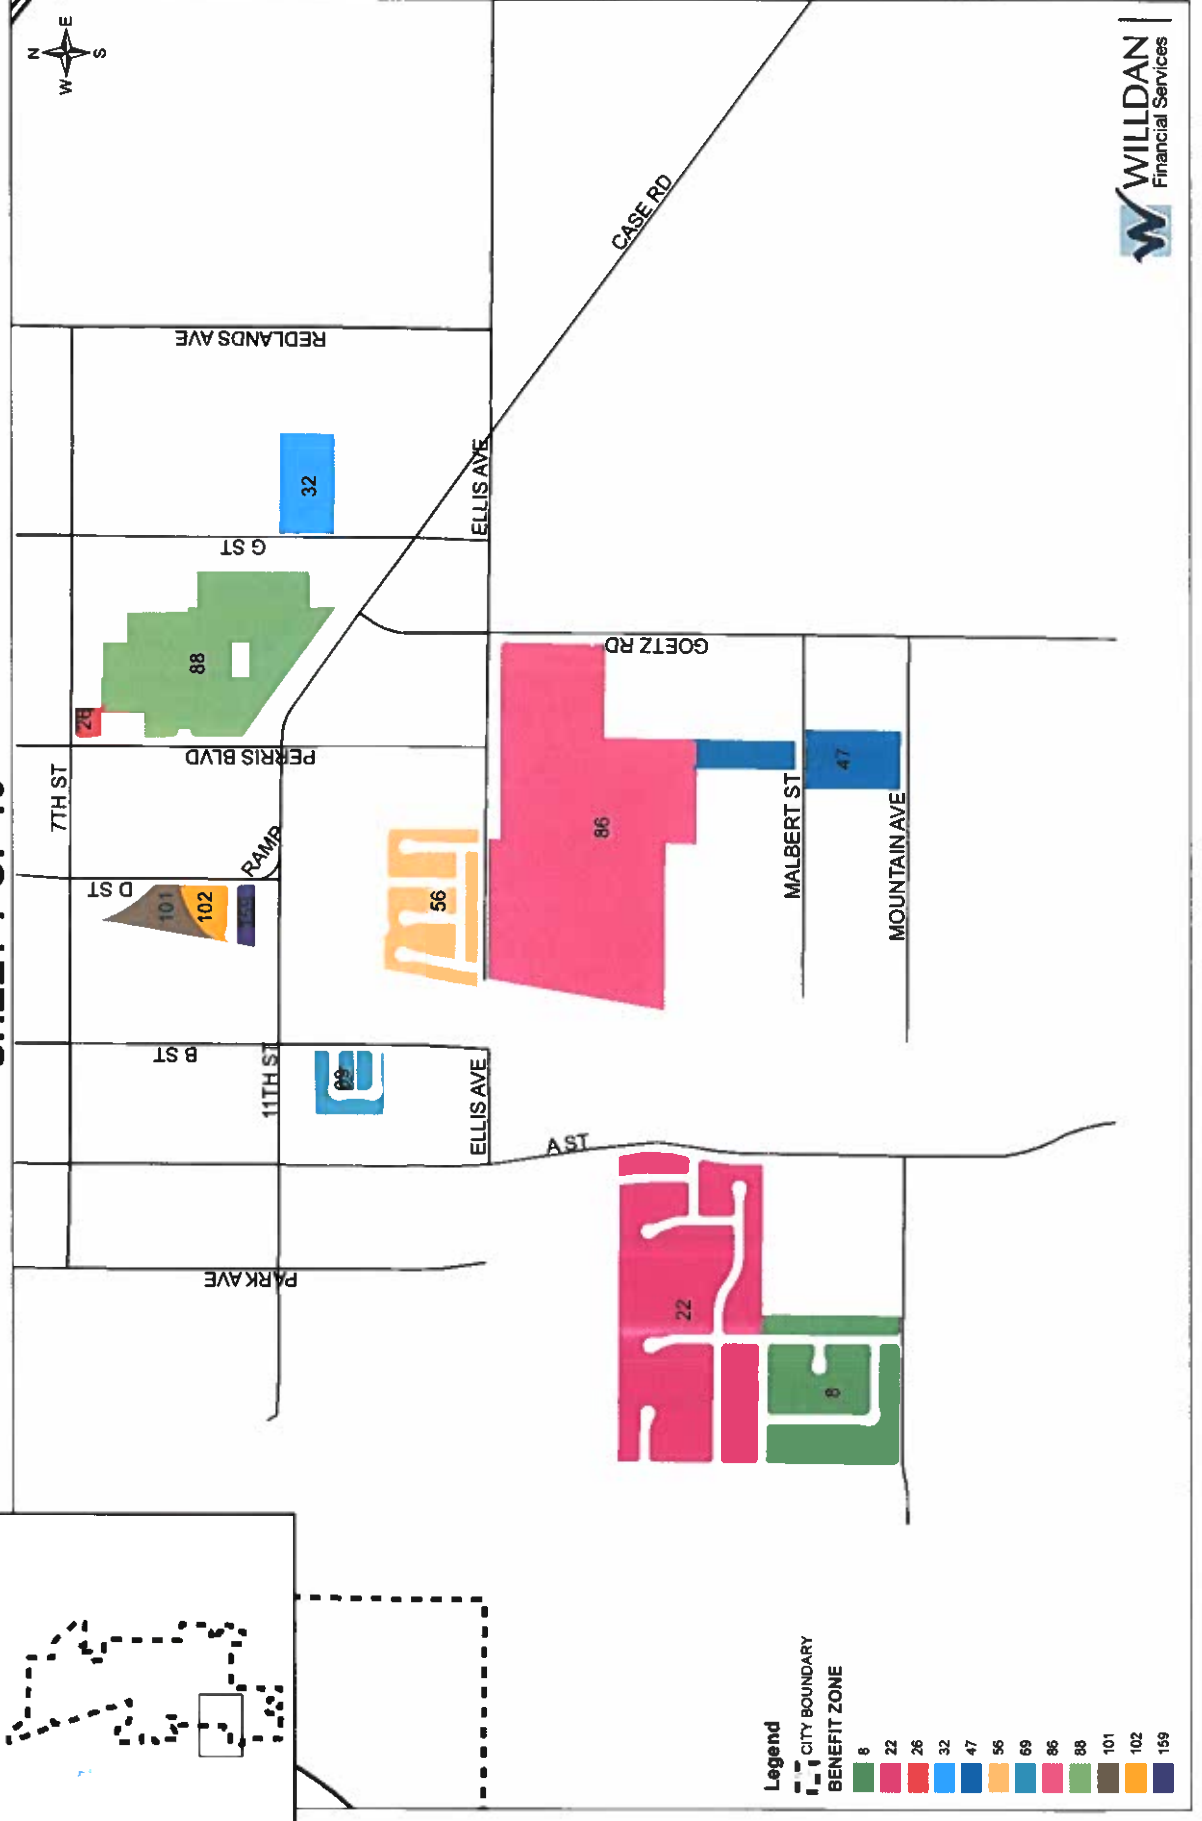 N
E
S
W
7TH ST
REDLANDS AVE
G ST
PERRIS BLVD
D ST
RAMP
B ST
11TH ST
PARK AVE
ELLIS AVE
ELLIS AVE
CASE RD
GOETZ RD
A ST
MALBERT ST
MOUNTAIN AVE
26
88
32
101
102
159
56
69
86
47
22
8
Legend
CITY BOUNDARY
BENEFIT ZONE
8
22
26
32
47
56
69
86
88
101
102
159
WILLDAN
Financial Services